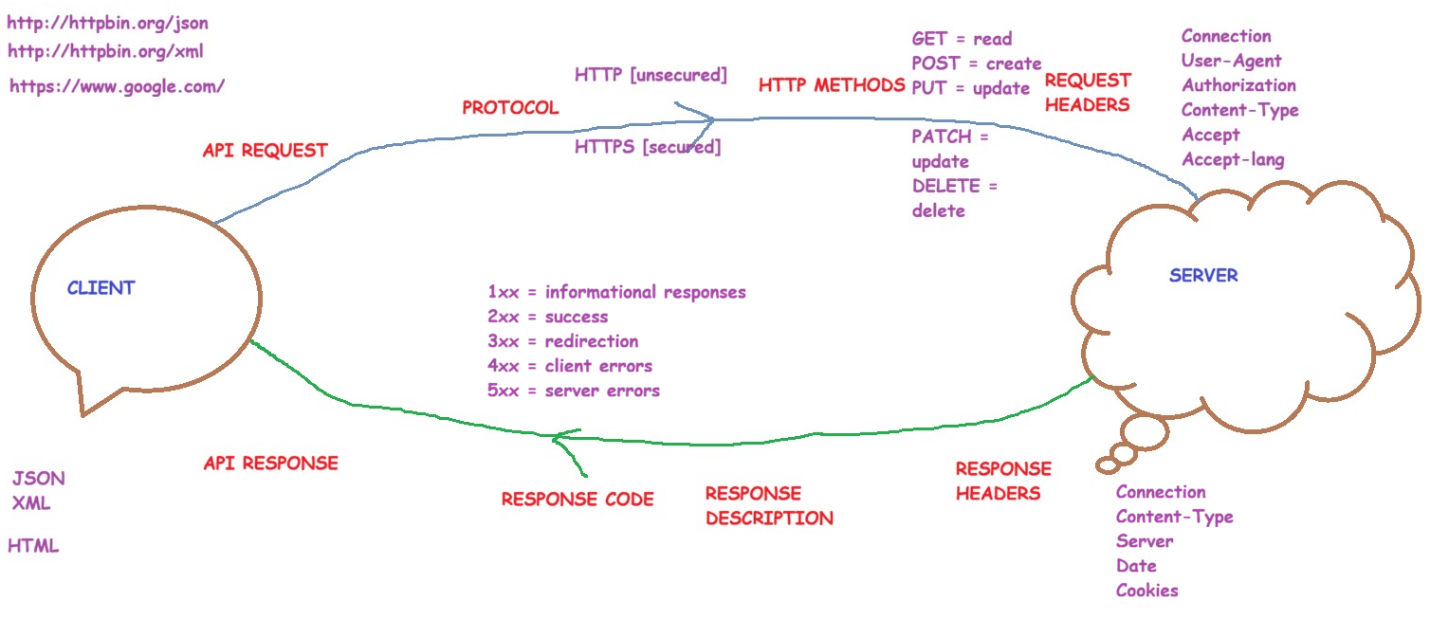 http://httpbin.org/json
http://httpbin.org/xml
https://www.google.com/
API REQUEST
PROTOCOL
HTTP [unsecured]
HTTPS [secured]
HTTP METHODS
GET = read
POST = create
PUT = update
PATCH =
update
DELETE =
delete
REQUEST
HEADERS
Connection
User-Agent
Authorization
Content-Type
Accept
Accept-lang
CLIENT
SERVER
1xx = informational responses
2xx = success
3xx = redirection
4xx = client errors
5xx = server errors
API RESPONSE
JSON
XML
HTML
RESPONSE CODE
RESPONSE
DESCRIPTION
RESPONSE
HEADERS
Connection
Content-Type
Server
Date
Cookies